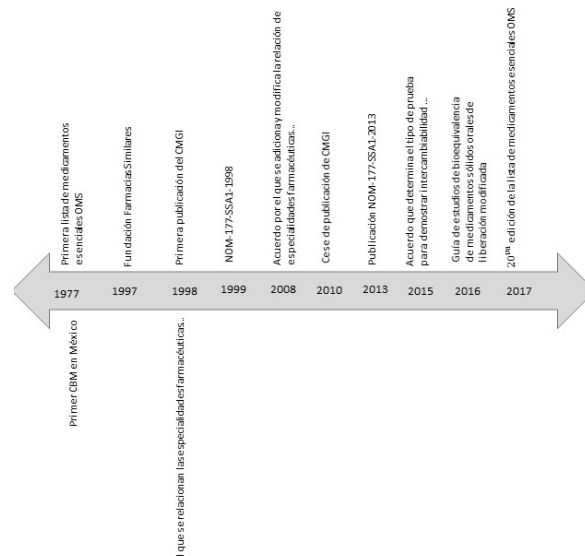 Primera lista de medicamentos
esenciales OMS
Fundación Farmacias Similares
Primera publicación del CMGI
NOM-177-SSA1-1998
Acuerdo por el que se adiciona y modifica la relación de
especialidades farmacéuticas...
Cese de publicación de CMGI
Publicación NOM-177-SSA1-2013
Acuerdo que determina el tipo de prueba
para demostrar intercambiabilidad ...
Guía de estudios de bioequivalencia
de medicamentos sólidos orales de
liberación modificada
20ma edición de la lista de medicamentos esenciales OMS
1977 1997 1998 1999 2008 2010 2013 2015 2016 2017
Primer CBM en México
l que se relacionan las especialidades farmacéuticas...